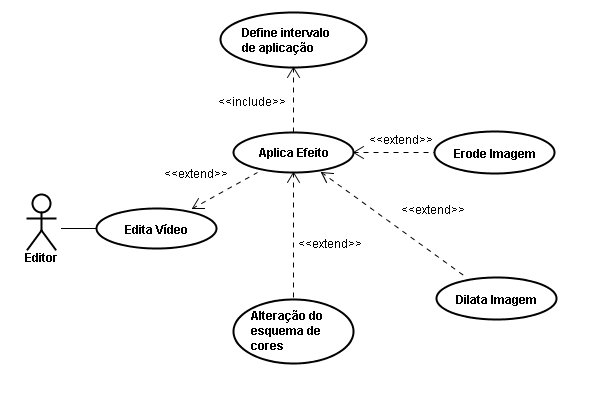 Define intervalo
de aplicação
<<include>>
Aplica Efeito
<<extend>>
Erode Imagem
<<extend>>
<<extend>>
Edita Vídeo
Editor
<<extend>>
Dilata Imagem
Alteração do
esquema de
cores